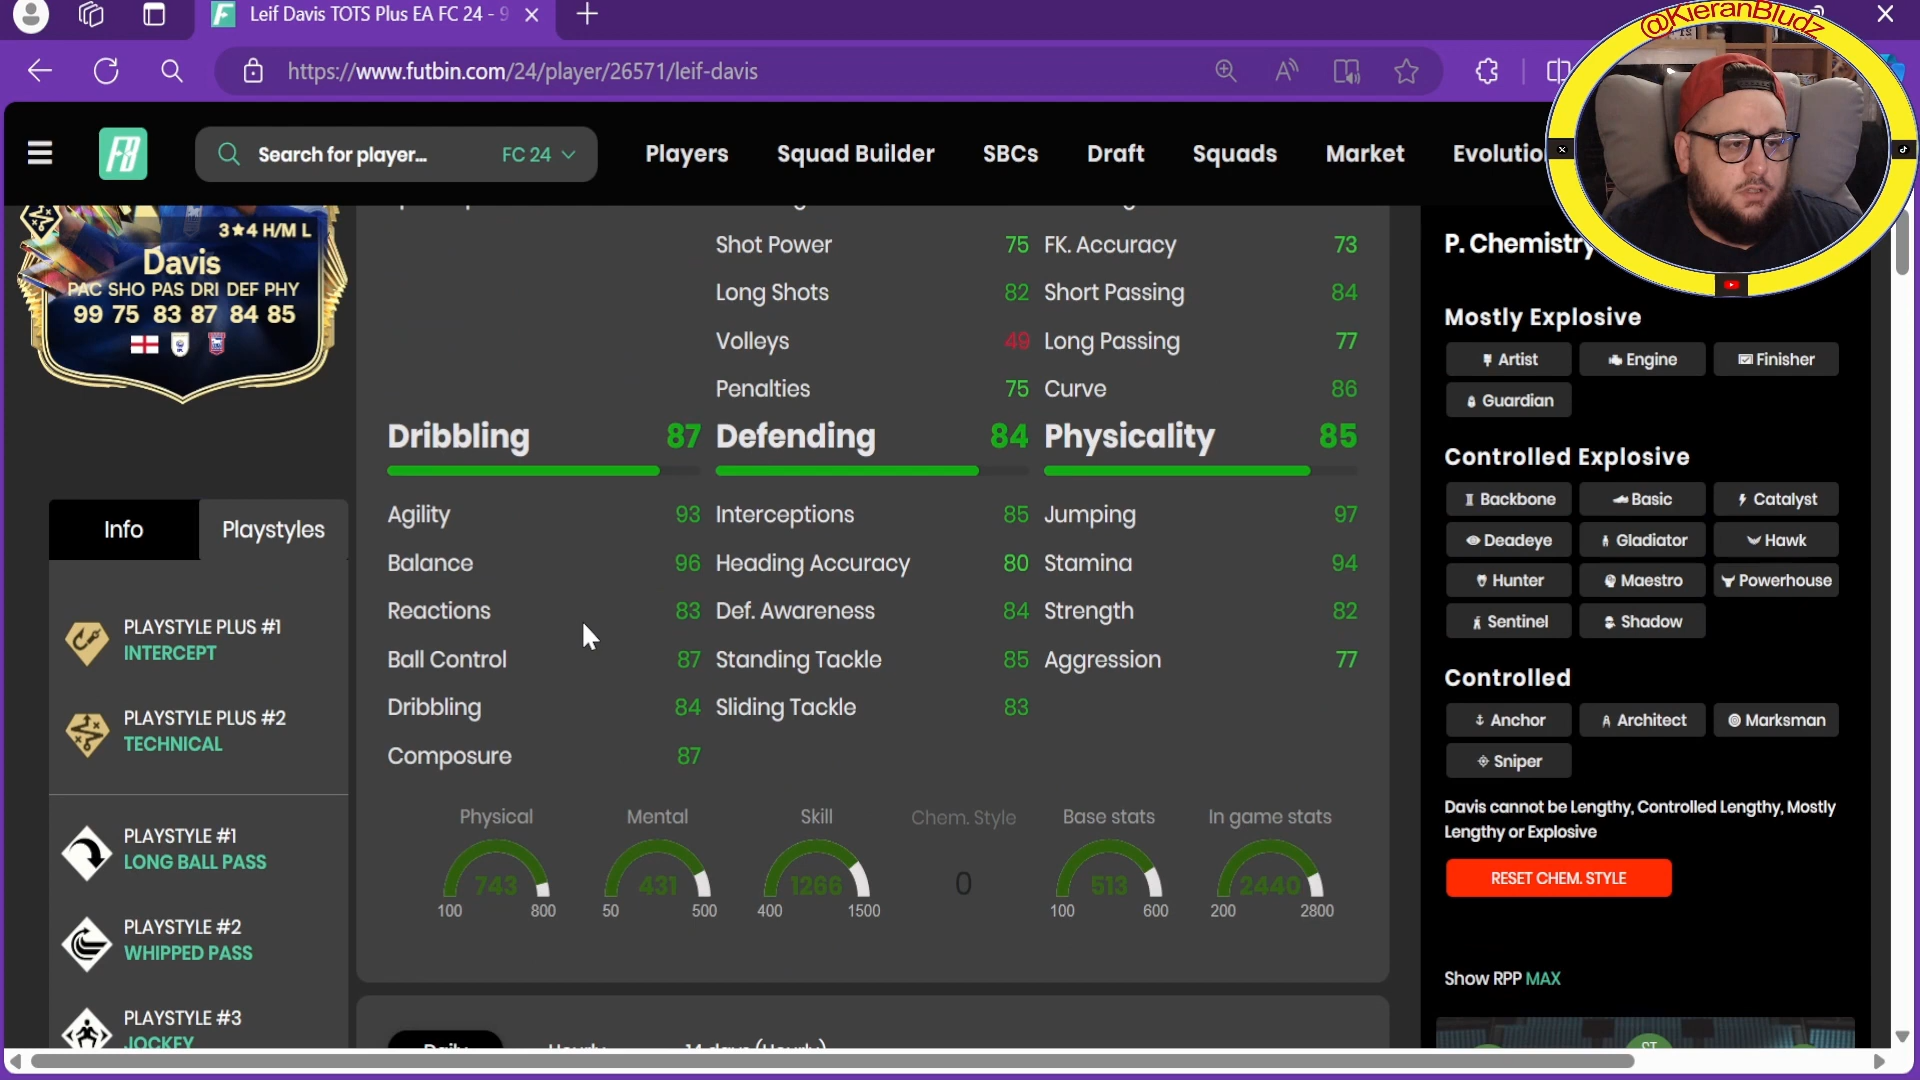 Leif Davis TOTS Plus EA FC 24 - 9
@KieranBludz
https://www.futbin.com/24/player/26571/leif-davis
Search for player... FC 24
Players Squad Builder SBCs Draft Squads Market Evolutio
3★4 H/M L
Davis
PAC SHO PAS DRI DEF PHY
99 75 83 87 84 85
Shot Power 75 FK. Accuracy 73
Long Shots 82 Short Passing 84
Volleys 49 Long Passing 77
Penalties 75 Curve 86
Dribbling 87 Defending 84 Physicality 85
Agility 93 Interceptions 85 Jumping 97
Balance 96 Heading Accuracy 80 Stamina 94
Reactions 83 Def. Awareness 84 Strength 82
Ball Control 87 Standing Tackle 85 Aggression 77
Dribbling 84 Sliding Tackle 83
Composure 87
Physical Mental Skill Chem. Style Base stats In game stats
743 431 1266 0 513 2440
100 800 50 500 400 1500 100 600 200 2800
Daily Hourly 14 days (Hourly)
Info Playstyles
PLAYSTYLE PLUS #1
INTERCEPT
PLAYSTYLE PLUS #2
TECHNICAL
PLAYSTYLE #1
LONG BALL PASS
PLAYSTYLE #2
WHIPPED PASS
PLAYSTYLE #3
JOCKEY
P. Chemistry
Mostly Explosive
Artist Engine Finisher
Guardian
Controlled Explosive
Backbone Basic Catalyst
Deadeye Gladiator Hawk
Hunter Maestro Powerhouse
Sentinel Shadow
Controlled
Anchor Architect Marksman
Sniper
Davis cannot be Lengthy, Controlled Lengthy, Mostly
Lengthy or Explosive
RESET CHEM. STYLE
Show RPP MAX
ST